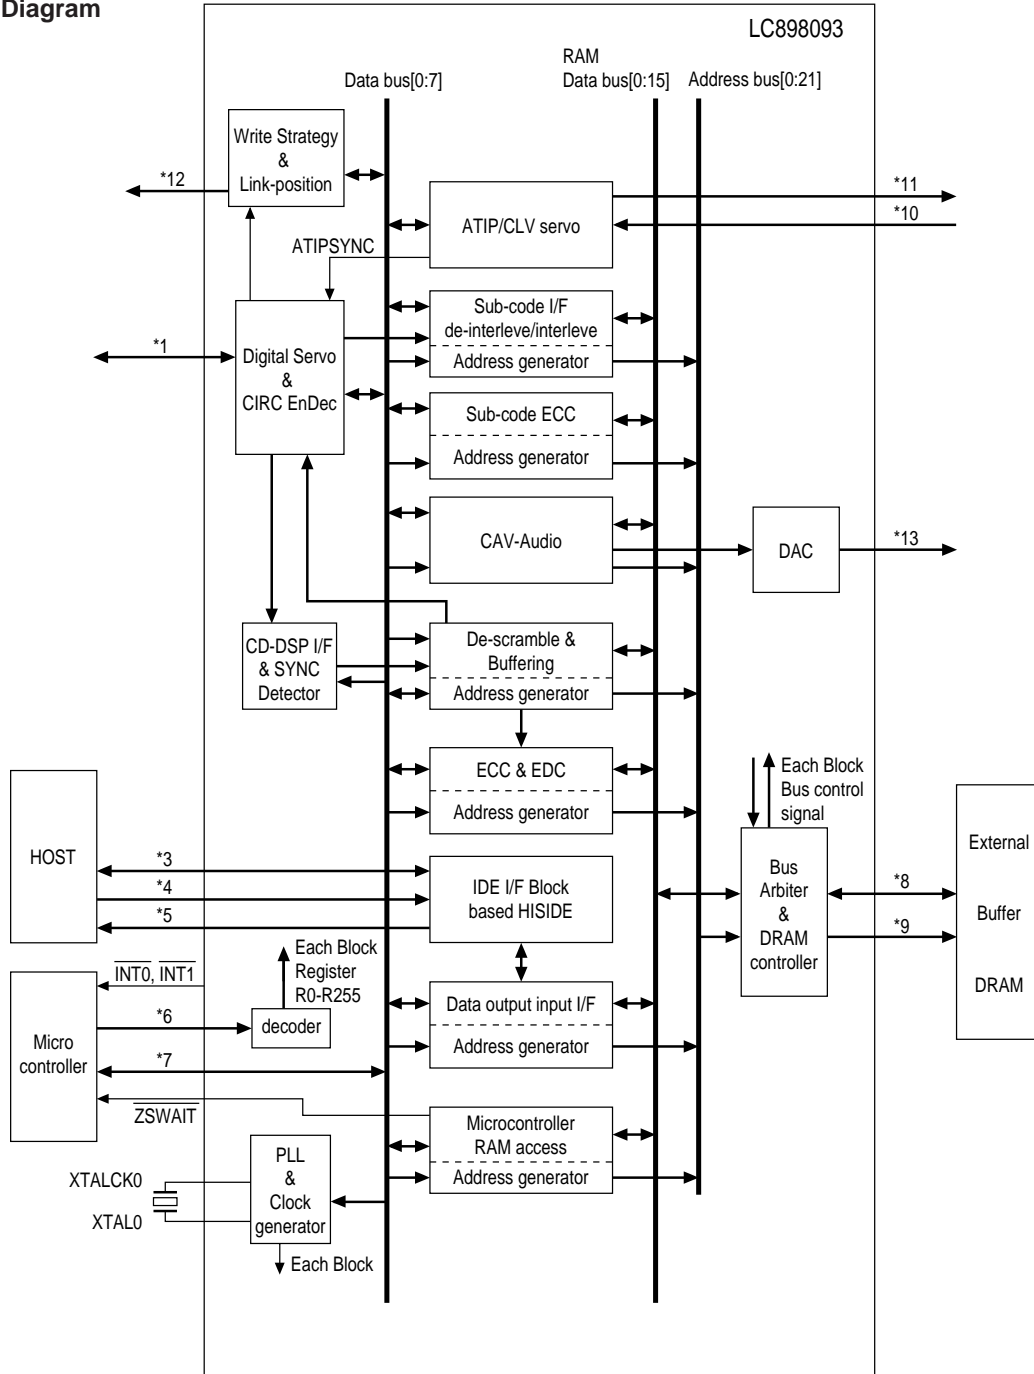 Diagram
LC898093
Data bus[0:7]
RAM
Data bus[0:15]
Address bus[0:21]
Write Strategy
&
Link-position
*12
ATIP/CLV servo
*11
*10
ATIPSYNC
Sub-code I/F
de-interleve/interleve
Address generator
*1
Digital Servo
&
CIRC EnDec
Sub-code ECC
Address generator
CAV-Audio
DAC
*13
CD-DSP I/F
& SYNC
Detector
De-scramble &
Buffering
Address generator
ECC & EDC
Address generator
Each Block
Bus control
signal
HOST
*3
*4
*5
IDE I/F Block
based HISIDE
Bus
Arbiter
&
DRAM
controller
*8
*9
External
Buffer
DRAM
Each Block
Register
R0-R255
INT0, INT1
*6
decoder
Micro
controller
*7
Data output input I/F
Address generator
ZSWAIT
Microcontroller
RAM access
Address generator
PLL
&
Clock
generator
XTALCK0
XTAL0
Each Block